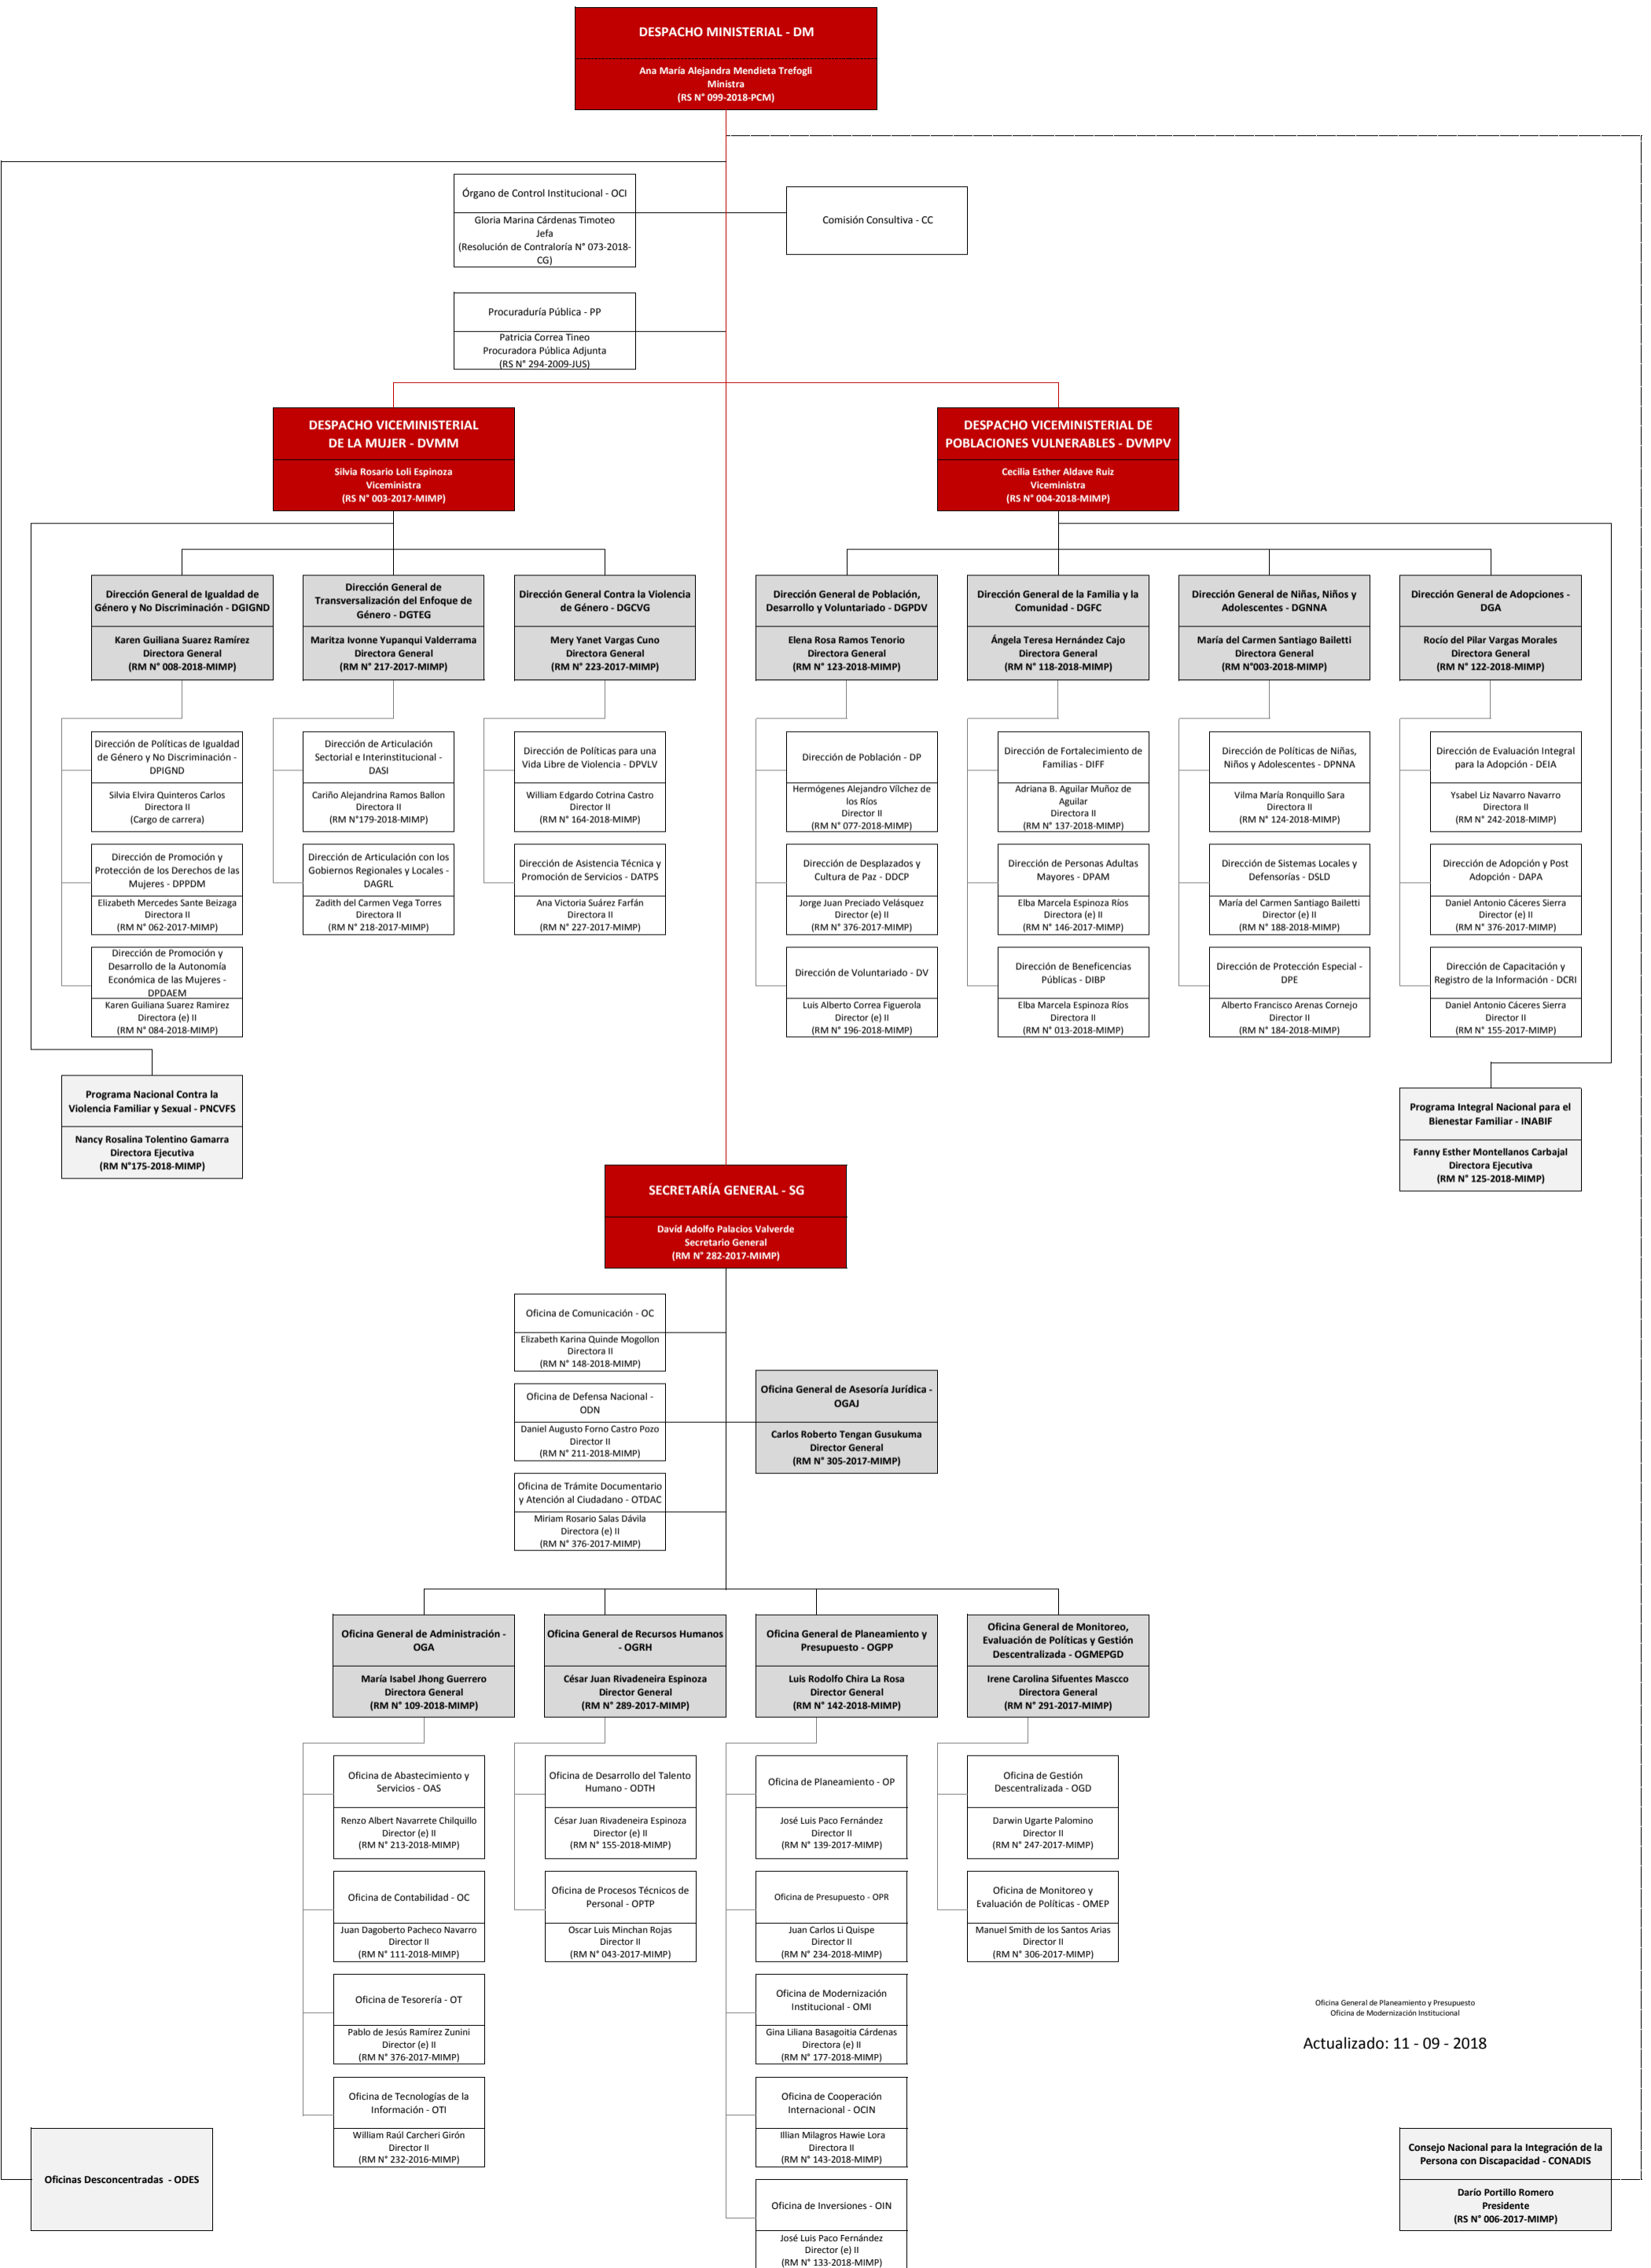 DESPACHO MINISTERIAL - DM
Ana María Alejandra Mendieta Trefogli
Ministra
(RS N° 099-2018-PCM)
Órgano de Control Institucional - OCI
Gloria Marina Cárdenas Timoteo
Jefa
(Resolución de Contraloría N° 073-2018-
CG)
Comisión Consultiva - CC
Procuraduría Pública - PP
Patricia Correa Tineo
Procuradora Pública Adjunta
(RS N° 294-2009-JUS)
DESPACHO VICEMINISTERIAL
DE LA MUJER - DVMM
Silvia Rosario Loli Espinoza
Viceministra
(RS N° 003-2017-MIMP)
DESPACHO VICEMINISTERIAL DE
POBLACIONES VULNERABLES - DVMPV
Cecilia Esther Aldave Ruiz
Viceministra
(RS N° 004-2018-MIMP)
Dirección General de Igualdad de
Género y No Discriminación - DGIGND
Karen Guiliana Suarez Ramírez
Directora General
(RM N° 008-2018-MIMP)
Dirección General de
Transversalización del Enfoque de
Género - DGTEG
Maritza Ivonne Yupanqui Valderrama
Directora General
(RM N° 217-2017-MIMP)
Dirección General Contra la Violencia
de Género - DGCVG
Mery Yanet Vargas Cuno
Directora General
(RM N° 223-2017-MIMP)
Dirección General de Población,
Desarrollo y Voluntariado - DGPDV
Elena Rosa Ramos Tenorio
Directora General
(RM N° 123-2018-MIMP)
Dirección General de la Familia y la
Comunidad - DGFC
Ángela Teresa Hernández Cajo
Directora General
(RM N° 118-2018-MIMP)
Dirección General de Niñas, Niños y
Adolescentes - DGNNA
María del Carmen Santiago Bailetti
Directora General
(RM N°003-2018-MIMP)
Dirección General de Adopciones -
DGA
Rocío del Pilar Vargas Morales
Directora General
(RM N° 122-2018-MIMP)
Dirección de Políticas de Igualdad
de Género y No Discriminación -
DPIGND
Silvia Elvira Quinteros Carlos
Directora II
(Cargo de carrera)
Dirección de Articulación
Sectorial e Interinstitucional -
DASI
Cariño Alejandrina Ramos Ballon
Directora II
(RM N°179-2018-MIMP)
Dirección de Políticas para una
Vida Libre de Violencia - DPVLV
William Edgardo Cotrina Castro
Director II
(RM N° 164-2018-MIMP)
Dirección de Población - DP
Hermógenes Alejandro Vílchez de
los Ríos
Director II
(RM N° 077-2018-MIMP)
Dirección de Fortalecimiento de
Familias - DIFF
Adriana B. Aguilar Muñoz de
Aguilar
Directora II
(RM N° 137-2018-MIMP)
Dirección de Políticas de Niñas,
Niños y Adolescentes - DPNNA
Vilma María Ronquillo Sara
Directora II
(RM N° 124-2018-MIMP)
Dirección de Evaluación Integral
para la Adopción - DEIA
Ysabel Liz Navarro Navarro
Directora II
(RM N° 242-2018-MIMP)
Dirección de Promoción y
Protección de los Derechos de las
Mujeres - DPPDM
Elizabeth Mercedes Sante Beizaga
Directora II
(RM N° 062-2017-MIMP)
Dirección de Articulación con los
Gobiernos Regionales y Locales -
DAGRL
Zadith del Carmen Vega Torres
Directora II
(RM N° 218-2017-MIMP)
Dirección de Asistencia Técnica y
Promoción de Servicios - DATPS
Ana Victoria Suárez Farfán
Directora II
(RM N° 227-2017-MIMP)
Dirección de Desplazados y
Cultura de Paz - DDCP
Jorge Juan Preciado Velásquez
Director (e) II
(RM N° 376-2017-MIMP)
Dirección de Personas Adultas
Mayores - DPAM
Elba Marcela Espinoza Ríos
Directora (e) II
(RM N° 146-2017-MIMP)
Dirección de Sistemas Locales y
Defensorías - DSLD
María del Carmen Santiago Bailetti
Director (e) II
(RM N° 188-2018-MIMP)
Dirección de Adopción y Post
Adopción - DAPA
Daniel Antonio Cáceres Sierra
Director (e) II
(RM N° 376-2017-MIMP)
Dirección de Promoción y
Desarrollo de la Autonomía
Económica de las Mujeres -
DPDAEM
Karen Guiliana Suarez Ramirez
Directora (e) II
(RM N° 084-2018-MIMP)
Dirección de Voluntariado - DV
Luis Alberto Correa Figuerola
Director (e) II
(RM N° 196-2018-MIMP)
Dirección de Beneficencias
Públicas - DIBP
Elba Marcela Espinoza Ríos
Directora II
(RM N° 013-2018-MIMP)
Dirección de Protección Especial -
DPE
Alberto Francisco Arenas Cornejo
Director II
(RM N° 184-2018-MIMP)
Dirección de Capacitación y
Registro de la Información - DCRI
Daniel Antonio Cáceres Sierra
Director II
(RM N° 155-2017-MIMP)
Programa Nacional Contra la
Violencia Familiar y Sexual - PNCVFS
Nancy Rosalina Tolentino Gamarra
Directora Ejecutiva
(RM N°175-2018-MIMP)
Programa Integral Nacional para el
Bienestar Familiar - INABIF
Fanny Esther Montellanos Carbajal
Directora Ejecutiva
(RM N° 125-2018-MIMP)
SECRETARÍA GENERAL - SG
David Adolfo Palacios Valverde
Secretario General
(RM N° 282-2017-MIMP)
Oficina de Comunicación - OC
Elizabeth Karina Quinde Mogollon
Directora II
(RM N° 148-2018-MIMP)
Oficina de Defensa Nacional -
ODN
Daniel Augusto Forno Castro Pozo
Director II
(RM N° 211-2018-MIMP)
Oficina General de Asesoría Jurídica -
OGAJ
Carlos Roberto Tengan Gusukuma
Director General
(RM N° 305-2017-MIMP)
Oficina de Trámite Documentario
y Atención al Ciudadano - OTDAC
Miriam Rosario Salas Dávila
Directora (e) II
(RM N° 376-2017-MIMP)
Oficina General de Administración -
OGA
María Isabel Jhong Guerrero
Directora General
(RM N° 109-2018-MIMP)
Oficina General de Recursos Humanos
- OGRH
César Juan Rivadeneira Espinoza
Director General
(RM N° 289-2017-MIMP)
Oficina General de Planeamiento y
Presupuesto - OGPP
Luis Rodolfo Chira La Rosa
Director General
(RM N° 142-2018-MIMP)
Oficina General de Monitoreo,
Evaluación de Políticas y Gestión
Descentralizada - OGMEPGD
Irene Carolina Sifuentes Mascco
Directora General
(RM N° 291-2017-MIMP)
Oficina de Abastecimiento y
Servicios - OAS
Renzo Albert Navarrete Chilquillo
Director (e) II
(RM N° 213-2018-MIMP)
Oficina de Desarrollo del Talento
Humano - ODTH
César Juan Rivadeneira Espinoza
Director (e) II
(RM N° 155-2018-MIMP)
Oficina de Planeamiento - OP
José Luis Paco Fernández
Director II
(RM N° 139-2017-MIMP)
Oficina de Gestión
Descentralizada - OGD
Darwin Ugarte Palomino
Director II
(RM N° 247-2017-MIMP)
Oficina de Contabilidad - OC
Juan Dagoberto Pacheco Navarro
Director II
(RM N° 111-2018-MIMP)
Oficina de Procesos Técnicos de
Personal - OPTP
Oscar Luis Minchan Rojas
Director II
(RM N° 043-2017-MIMP)
Oficina de Presupuesto - OPR
Juan Carlos Li Quispe
Director II
(RM N° 234-2018-MIMP)
Oficina de Monitoreo y
Evaluación de Políticas - OMEP
Manuel Smith de los Santos Arias
Director II
(RM N° 306-2017-MIMP)
Oficina de Tesorería - OT
Pablo de Jesús Ramírez Zunini
Director (e) II
(RM N° 376-2017-MIMP)
Oficina de Modernización
Institucional - OMI
Gina Liliana Basagoitia Cárdenas
Directora (e) II
(RM N° 177-2018-MIMP)
Oficina General de Planeamiento y Presupuesto
Oficina de Modernización Institucional
Actualizado: 11 - 09 - 2018
Oficina de Tecnologías de la
Información - OTI
William Raúl Carcheri Girón
Director II
(RM N° 232-2016-MIMP)
Oficina de Cooperación
Internacional - OCIN
Illian Milagros Hawie Lora
Directora II
(RM N° 143-2018-MIMP)
Oficinas Desconcentradas - ODES
Consejo Nacional para la Integración de la
Persona con Discapacidad - CONADIS
Darío Portillo Romero
Presidente
(RS N° 006-2017-MIMP)
Oficina de Inversiones - OIN
José Luis Paco Fernández
Director (e) II
(RM N° 133-2018-MIMP)